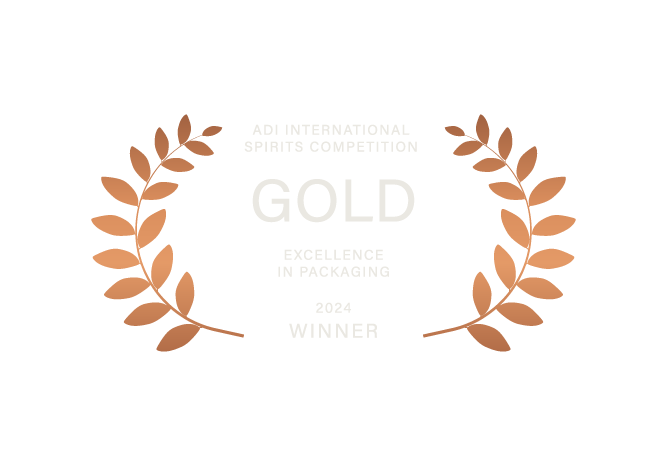 ADI INTERNATIONAL
SPIRITS COMPETITION
GOLD
EXCELLENCE
IN PACKAGING
2024
WINNER